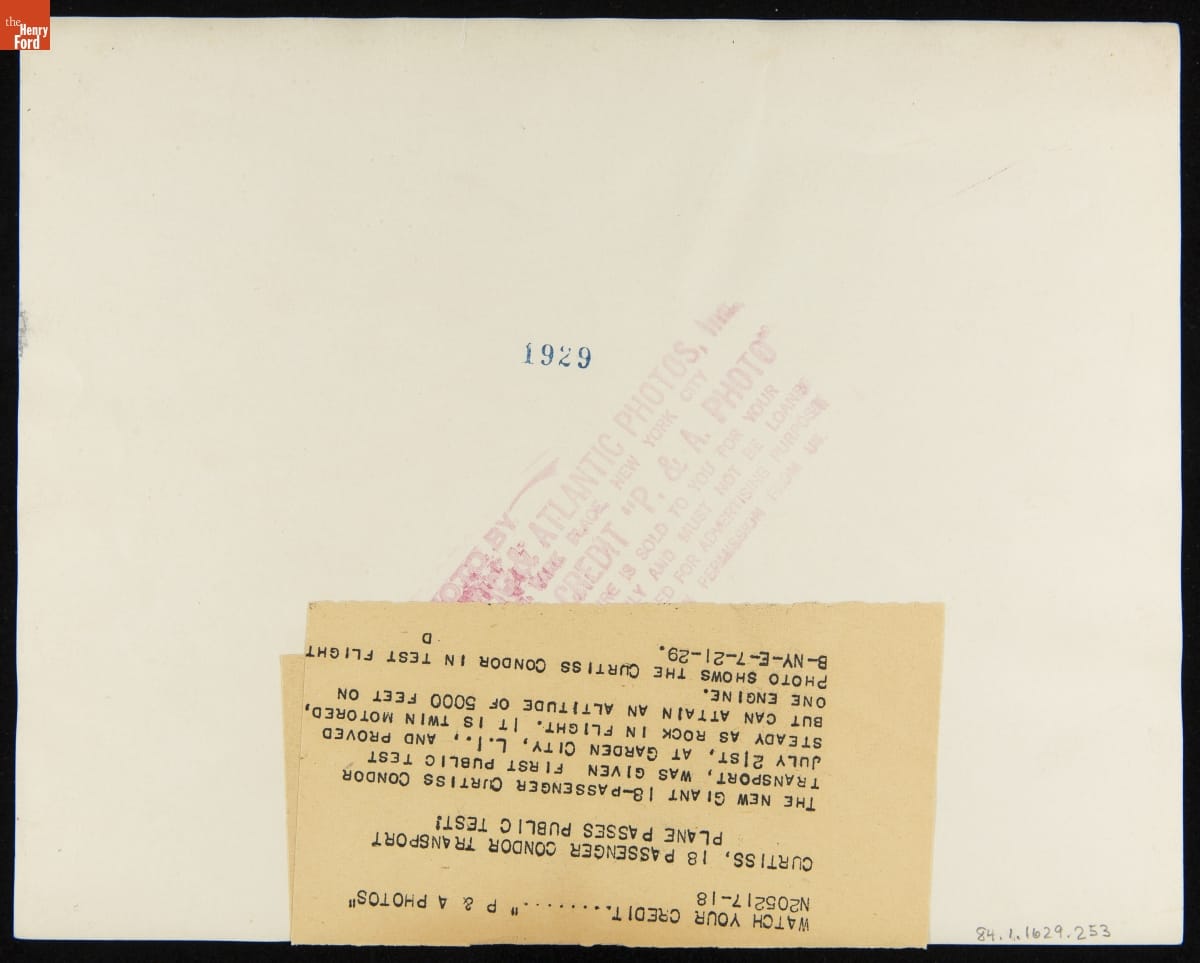 the
Henry
Ford
1929
BY
& ATLANTIC PHOTOS, Inc.
PLACE NEW YORK CITY
CREDIT "P. & A. PHOTO"
IS SOLD TO YOU FOR YOUR
AND MUST NOT BE LOANED
FOR ADVERTISING PURPOSES
PERMISSION FROM US.
WATCH YOUR CREDIT.........." P & A PHOTOS"
N205217-18
CURTISS, 18 PASSENGER CONDOR TRANSPORT
PLANE PASSES PUBLIC TEST!
THE NEW GIANT 18-PASSENGER CURTISS CONDOR
TRANSPORT, WAS GIVEN FIRST PUBLIC TEST
JULY 21ST, AT GARDEN CITY, L.I., AND PROVED
STEADY AS ROCK IN FLIGHT. IT IS TWIN MOTORED,
BUT CAN ATTAIN AN ALTITUDE OF 5000 FEET ON
ONE ENGINE.
PHOTO SHOWS THE CURTISS CONDOR IN TEST FLIGHT
B-NY-E-7-21-29.
D
84.1.1629.253